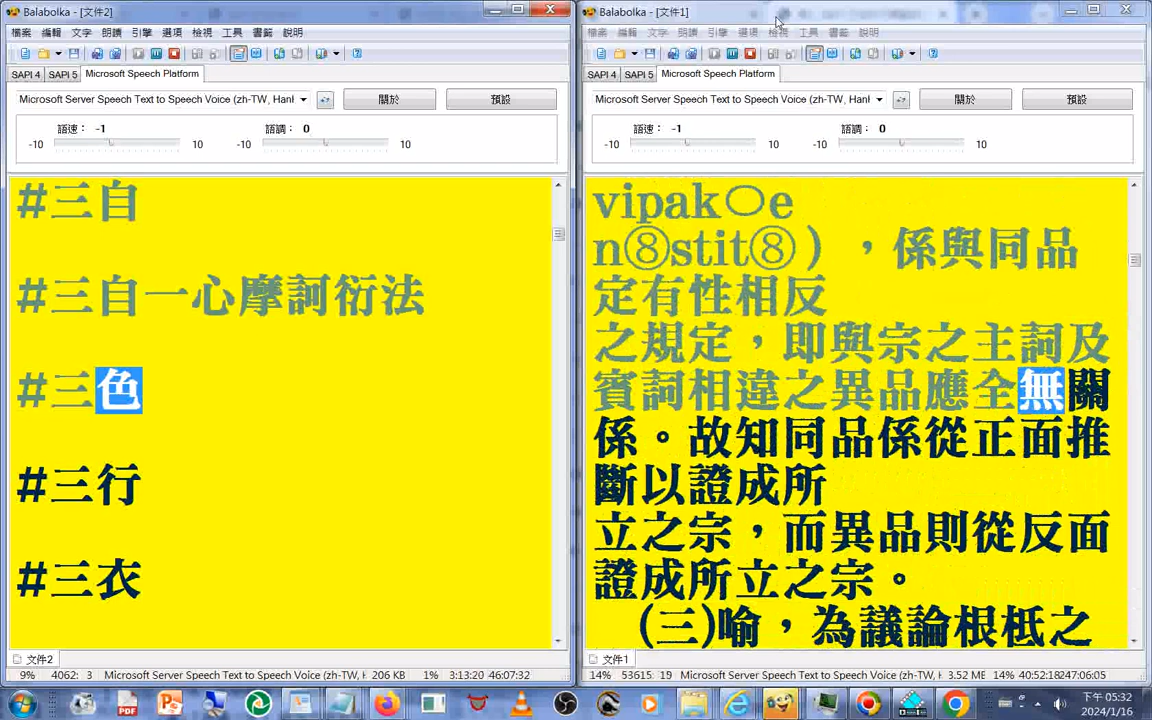 Balabolka - [文件2]
檔案 編輯 文字 朗讀 引擎 選項 檢視 工具 書籤 說明
SAPI 4 SAPI 5 Microsoft Speech Platform
Microsoft Server Speech Text to Speech Voice (zh-TW, Hanl
關於
預設
語速： -1
語調： 0
-10 10 -10 10
#三自
#三自一心摩訶衍法
#三色
#三行
#三衣
文件2
9% 4062: 3 Microsoft Server Speech Text to Speech Voice (zh-TW, H 206 KB 1% 3:13:20 46:07:32
Balabolka - [文件1]
檔案 編輯 文字 朗讀 引擎 選項 檢視 工具 書籤 說明
SAPI 4 SAPI 5 Microsoft Speech Platform
Microsoft Server Speech Text to Speech Voice (zh-TW, Hanl
關於
預設
語速： -1
語調： 0
-10 10 -10 10
vipak○e
n⑧stit⑧），係與同品
定有性相反
之規定，即與宗之主詞及
賓詞相違之異品應全無關
係。故知同品係從正面推
斷以證成所
立之宗，而異品則從反面
證成所立之宗。
(三)喻，為議論根柢之
文件1
14% 53615: 19 Microsoft Server Speech Text to Speech Voice (zh-TW, 3.52 ME 14% 40:52:18247:06:05
下午 05:32
2024/1/16